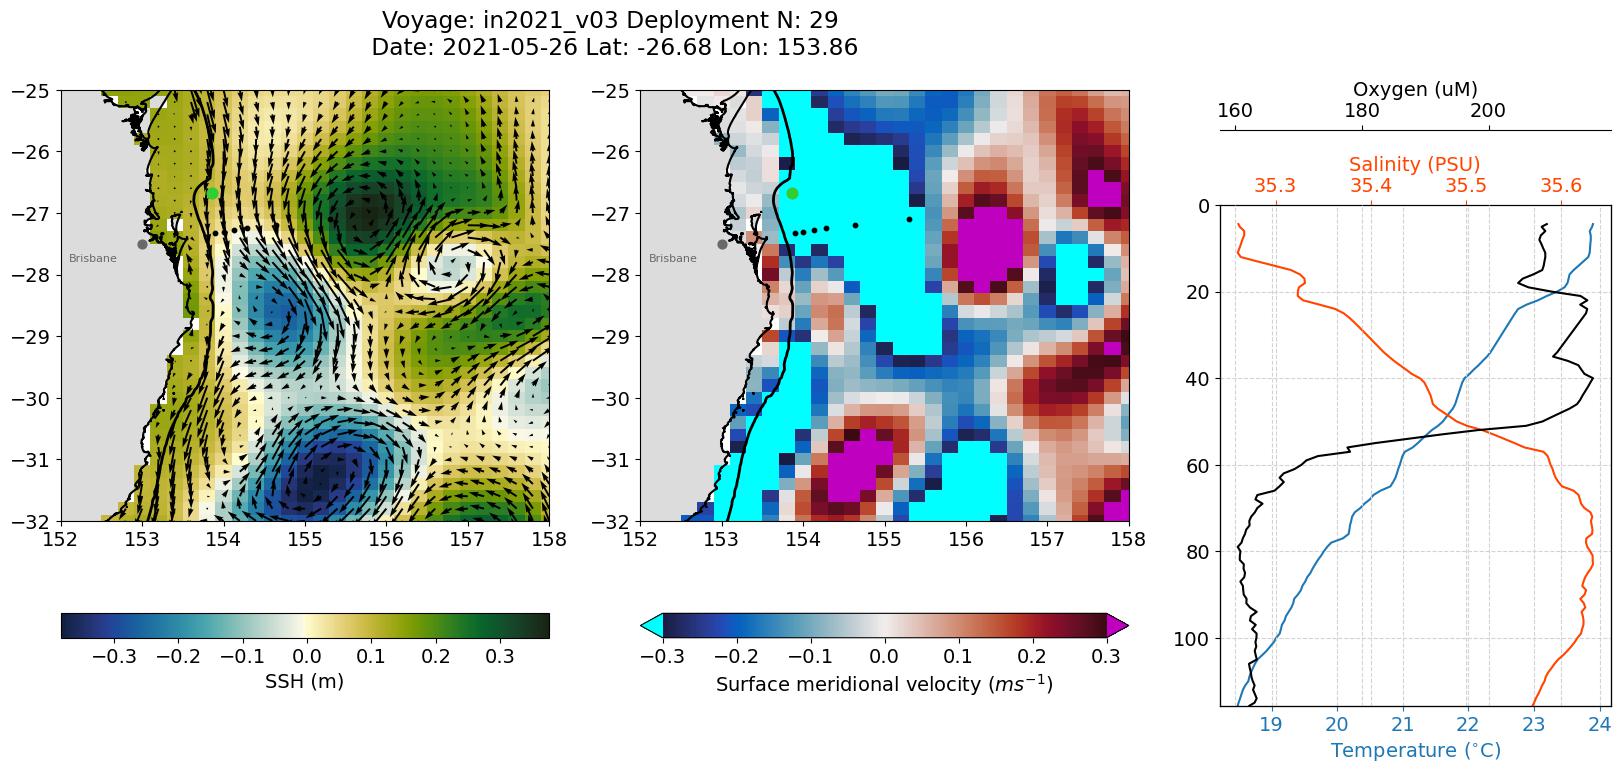 Voyage: in2021_v03 Deployment N: 29
Date: 2021-05-26 Lat: -26.68 Lon: 153.86
−25
−26
−27
−28
−29
−30
−31
−32
152 153 154 155 156 157 158
Brisbane
−0.3 −0.2 −0.1 0.0 0.1 0.2 0.3
SSH (m)
−25
−26
−27
−28
−29
−30
−31
−32
152 153 154 155 156 157 158
Brisbane
−0.3 −0.2 −0.1 0.0 0.1 0.2 0.3
Surface meridional velocity (ms⁻¹)
Oxygen (uM)
160 180 200
Salinity (PSU)
35.3 35.4 35.5 35.6
0
20
40
60
80
100
19 20 21 22 23 24
Temperature (°C)